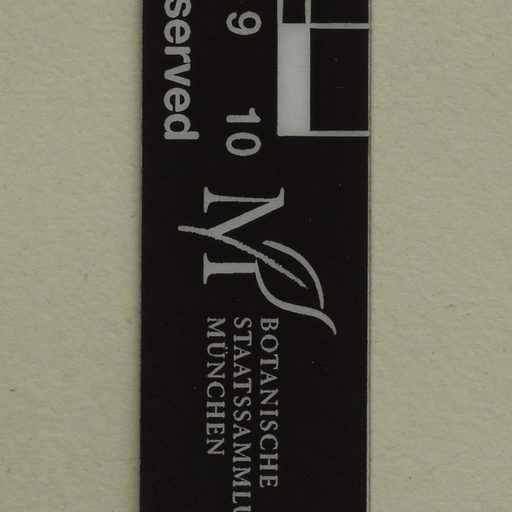 served
9 10
M
BOTANISCHE
STAATSSAMMLU
MÜNCHEN